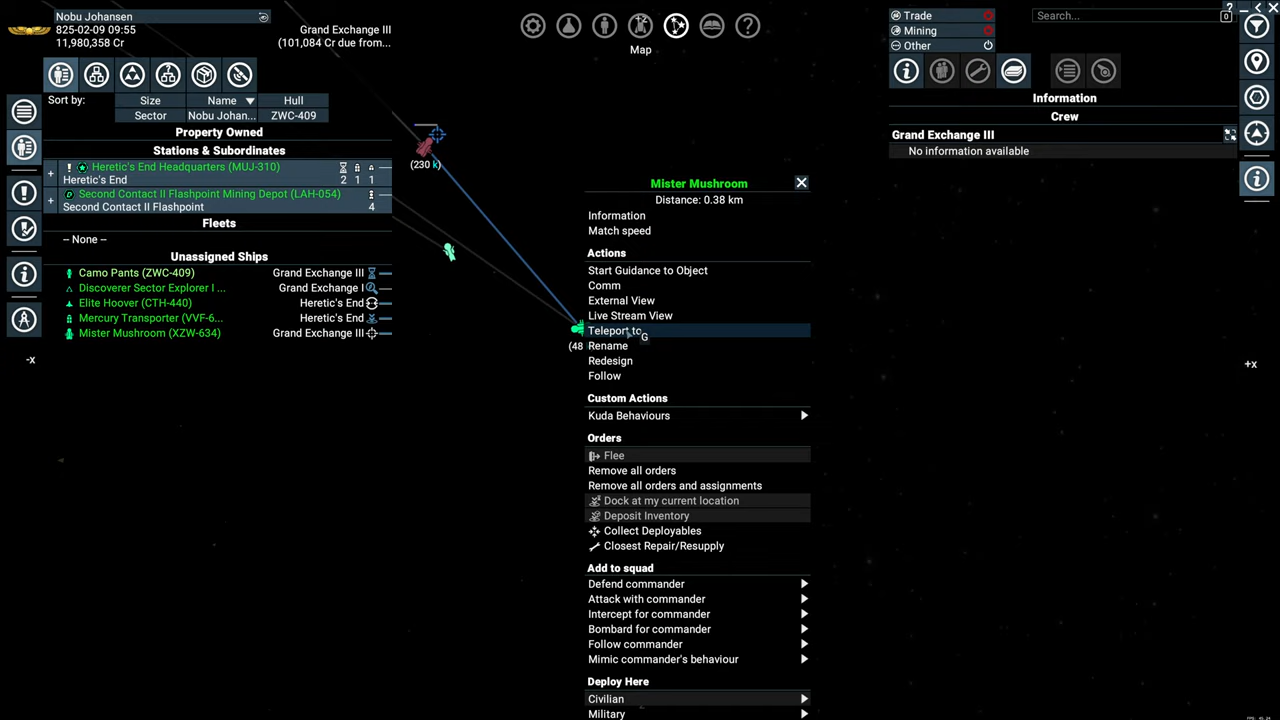 Nobu Johansen
825-02-09 09:55
11,980,358 Cr
Grand Exchange III
(101,084 Cr due from...
Map
Sort by:
Size
Name
Hull
Sector
Nobu Johan...
ZWC-409
Property Owned
Stations & Subordinates
Heretic's End Headquarters (MUJ-310)
Heretic's End
2 1 1
Second Contact II Flashpoint Mining Depot (LAH-054)
Second Contact II Flashpoint
4
Fleets
-- None --
Unassigned Ships
Camo Pants (ZWC-409) Grand Exchange III
Discoverer Sector Explorer I ... Grand Exchange I
Elite Hoover (CTH-440) Heretic's End
Mercury Transporter (VVF-6... Heretic's End
Mister Mushroom (XZW-634) Grand Exchange III
-x
(230 k)
(48
Mister Mushroom
Distance: 0.38 km
Information
Match speed
Actions
Start Guidance to Object
Comm
External View
Live Stream View
Teleport to
G
Rename
Redesign
Follow
Custom Actions
Kuda Behaviours
Orders
Flee
Remove all orders
Remove all orders and assignments
Dock at my current location
Deposit Inventory
Collect Deployables
Closest Repair/Resupply
Add to squad
Defend commander
Attack with commander
Intercept for commander
Bombard for commander
Follow commander
Mimic commander's behaviour
Deploy Here
Civilian
Military
Trade
Mining
Other
Search...
0
Information
Crew
Grand Exchange III
No information available
+x